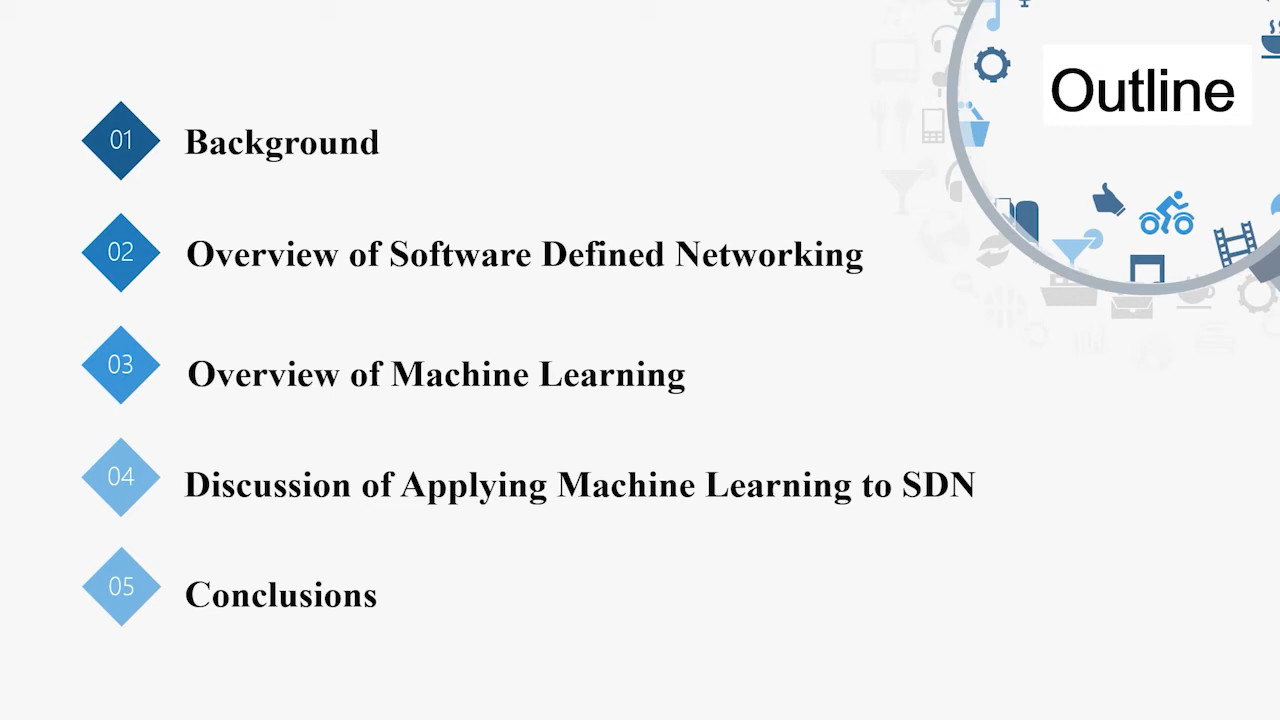 Outline
01 Background
02 Overview of Software Defined Networking
03 Overview of Machine Learning
04 Discussion of Applying Machine Learning to SDN
05 Conclusions